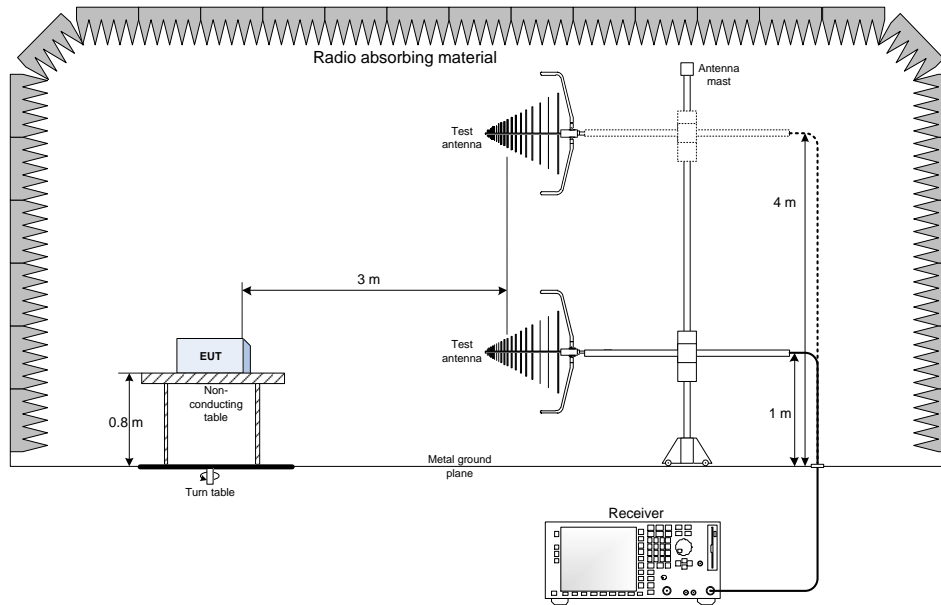 Radio absorbing material
Antenna
mast
Test
antenna
4 m
3 m
Test
antenna
EUT
Non-
conducting
table
0.8 m
1 m
Metal ground
plane
Turn table
Receiver